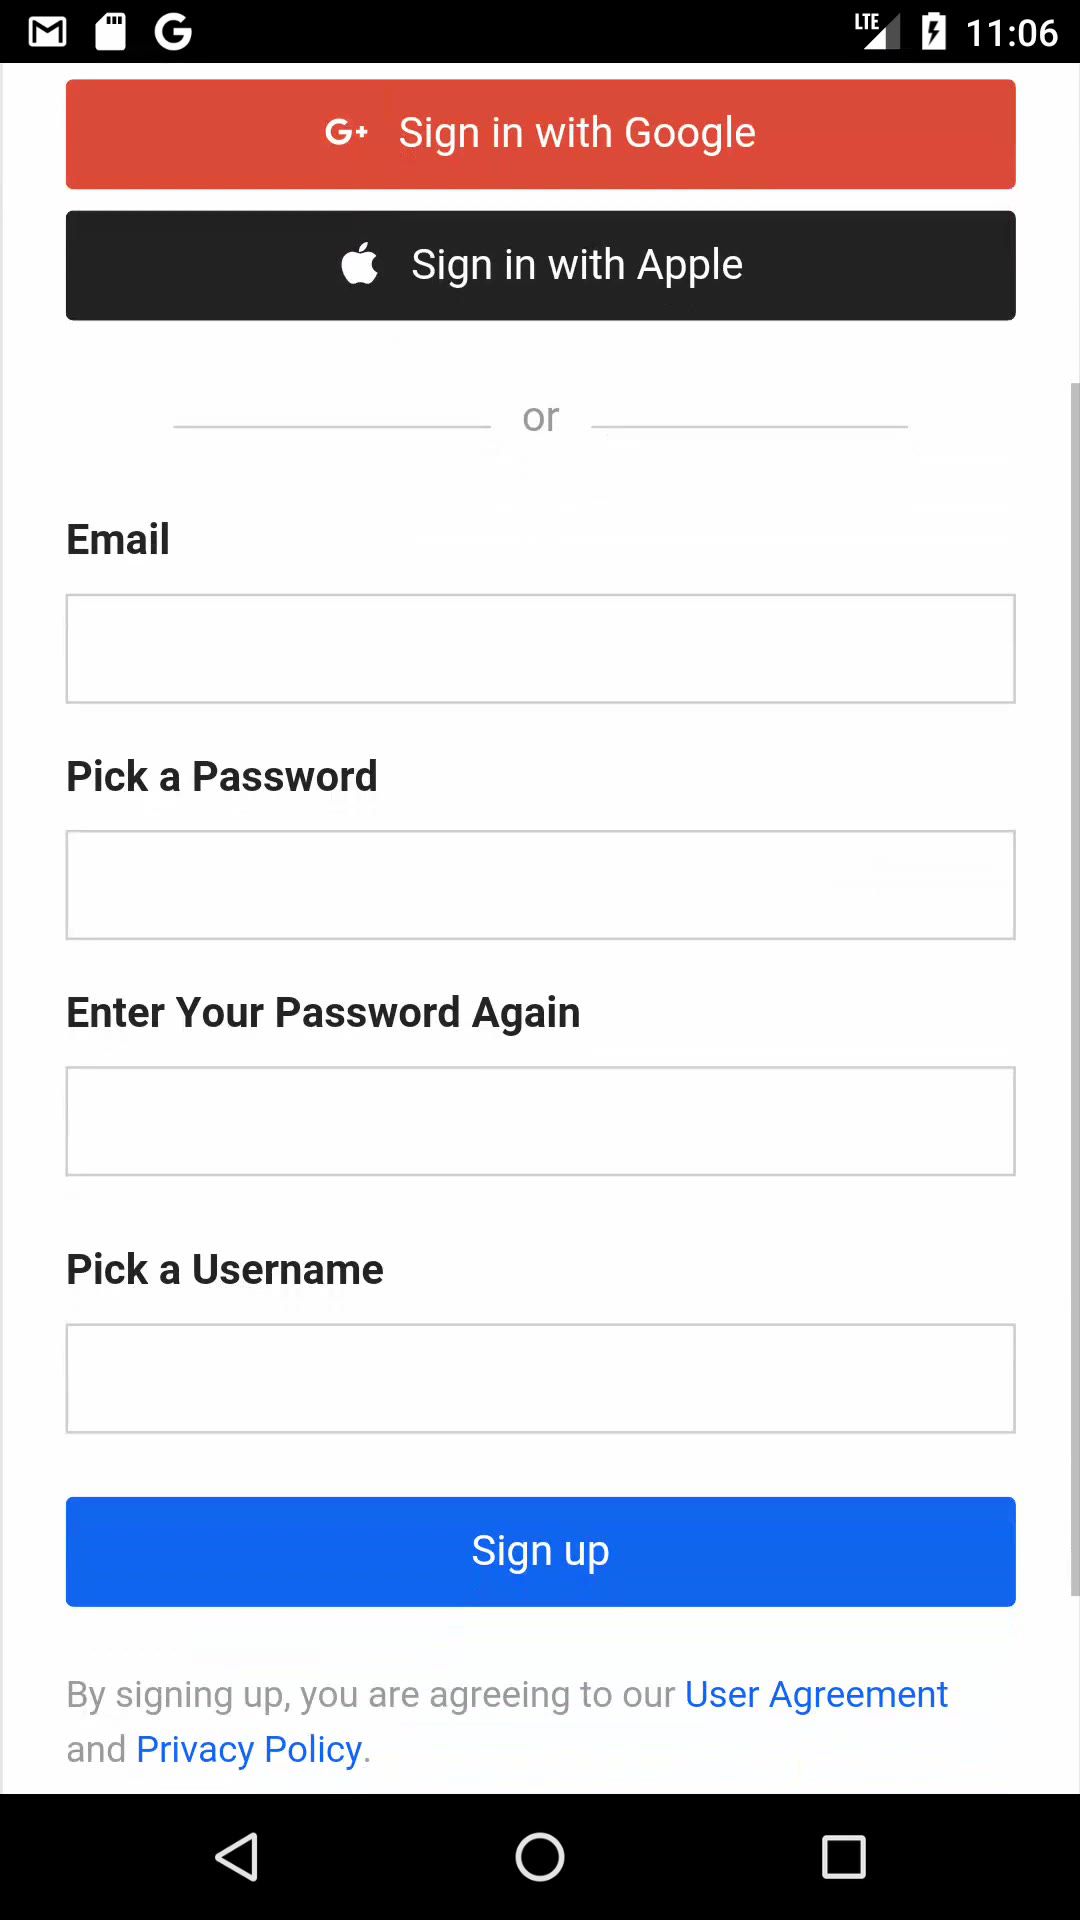 LTE 11:06
G+ Sign in with Google
Sign in with Apple
or
Email
Pick a Password
Enter Your Password Again
Pick a Username
Sign up
By signing up, you are agreeing to our User Agreement
and Privacy Policy.